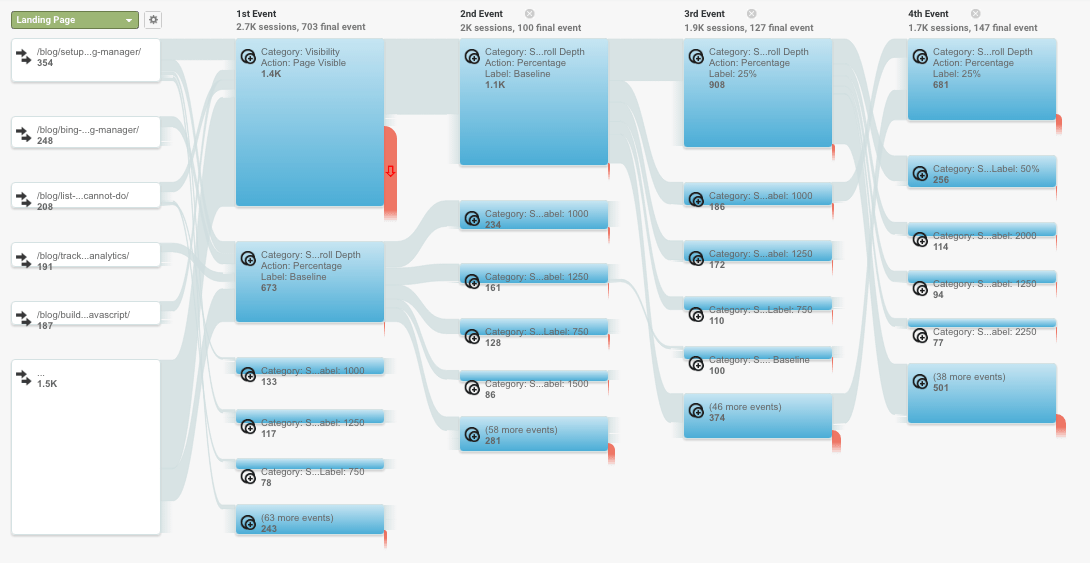 Landing Page
/blog/setup...g-manager/
354
/blog/bing-...g-manager/
248
/blog/list-...cannot-do/
208
/blog/track...analytics/
191
/blog/build...avascript/
187
...
1.5K
1st Event
2.7K sessions, 703 final event
Category: Visibility
Action: Page Visible
1.4K
Category: S...roll Depth
Action: Percentage
Label: Baseline
673
Category: S...abel: 1000
133
Category: S...abel: 1250
117
Category: S...Label: 750
78
(63 more events)
243
2nd Event
2K sessions, 100 final event
Category: S...roll Depth
Action: Percentage
Label: Baseline
1.1K
Category: S...abel: 1000
234
Category: S...abel: 1250
161
Category: S...Label: 750
128
Category: S...abel: 1500
86
(58 more events)
281
3rd Event
1.9K sessions, 127 final event
Category: S...roll Depth
Action: Percentage
Label: 25%
908
Category: S...abel: 1000
186
Category: S...abel: 1250
172
Category: S...Label: 750
110
Category: S.... Baseline
100
(46 more events)
374
4th Event
1.7K sessions, 147 final event
Category: S...roll Depth
Action: Percentage
Label: 25%
681
Category: S...Label: 50%
256
Category: S...abel: 2000
114
Category: S...abel: 1250
94
Category: S...abel: 2250
77
(38 more events)
501